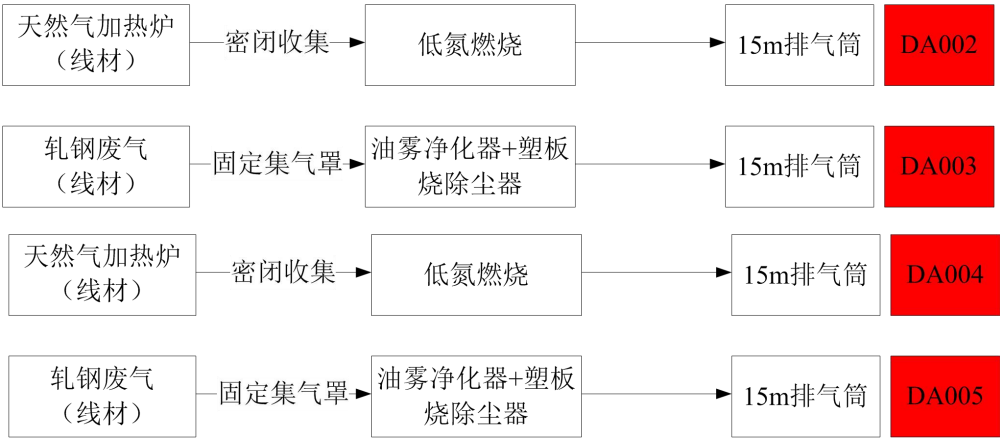 天然气加热炉
（线材）
密闭收集
低氮燃烧
15m排气筒
DA002
轧钢废气
（线材）
固定集气罩
油雾净化器+塑板
烧除尘器
15m排气筒
DA003
天然气加热炉
（线材）
密闭收集
低氮燃烧
15m排气筒
DA004
轧钢废气
（线材）
固定集气罩
油雾净化器+塑板
烧除尘器
15m排气筒
DA005